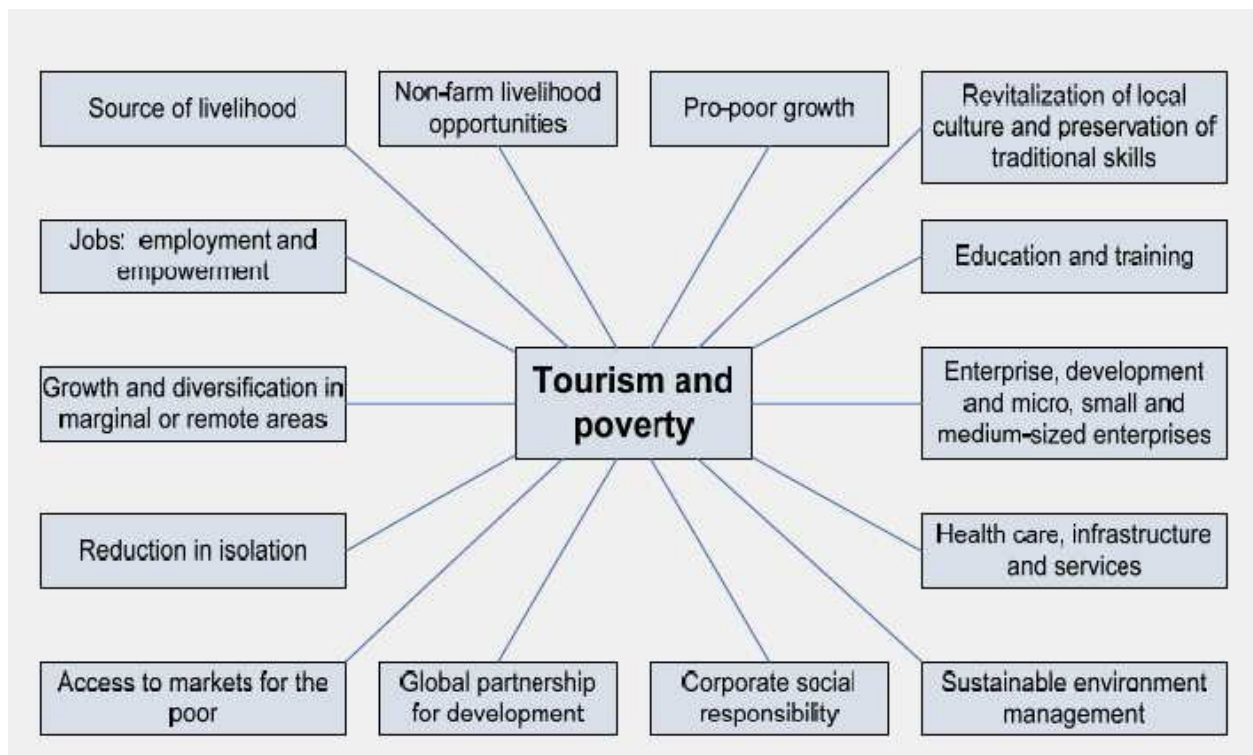 Source of livelihood
Non-farm livelihood
opportunities
Pro-poor growth
Revitalization of local
culture and preservation of
traditional skills
Jobs: employment and
empowerment
Education and training
Growth and diversification in
marginal or remote areas
Tourism and
poverty
Enterprise, development
and micro, small and
medium-sized enterprises
Reduction in isolation
Health care, infrastructure
and services
Access to markets for the
poor
Global partnership
for development
Corporate social
responsibility
Sustainable environment
management